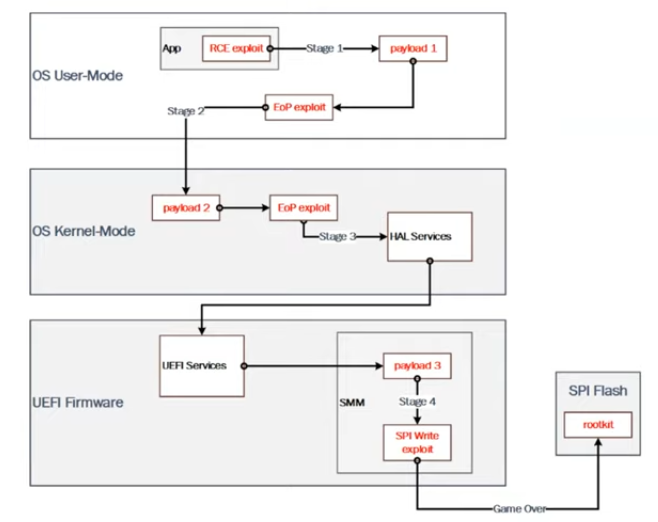 App
RCE exploit
Stage 1
payload 1
OS User-Mode
EoP exploit
Stage 2
payload 2
EoP exploit
OS Kernel-Mode
Stage 3
HAL Services
UEFI Services
payload 3
SPI Flash
UEFI Firmware
SMM
Stage 4
rootkit
SPI Write
exploit
Game Over